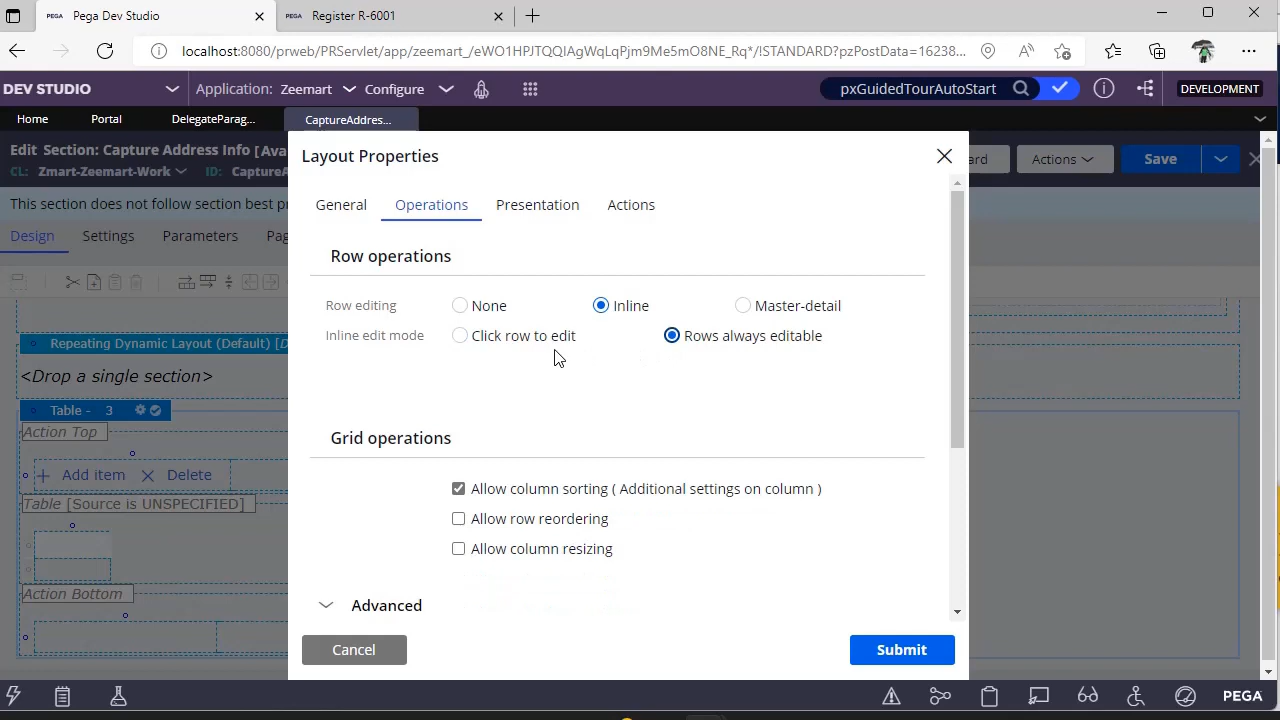 PEGA Pega Dev Studio
PEGA Register R-6001
localhost:8080/prweb/PRServlet/app/zeemart_/eWO1HPJTQQIAgWqLqPjm9Me5mO8NE_Rq*/!STANDARD?pzPostData=16238...
DEV STUDIO Application: Zeemart Configure pxGuidedTourAutoStart DEVELOPMENT
Home Portal DelegateParag... CaptureAddres...
Edit Section: Capture Address Info [Ava
Actions Save
CL: Zmart-Zeemart-Work ID: CaptureA
This section does not follow section best pr
Design Settings Parameters Pag
Repeating Dynamic Layout (Default) [D
<Drop a single section>
Table - 3
Action Top
Add item Delete
Table [Source is UNSPECIFIED]
Action Bottom
Layout Properties
General Operations Presentation Actions
Row operations
Row editing None Inline Master-detail
Inline edit mode Click row to edit Rows always editable
Grid operations
Allow column sorting ( Additional settings on column )
Allow row reordering
Allow column resizing
Advanced
Cancel Submit
PEGA